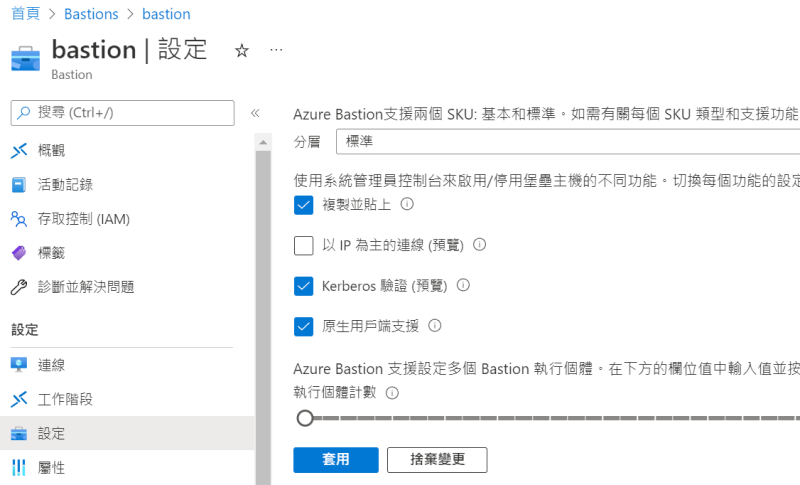 首頁 > Bastions > bastion
bastion | 設定 ☆ ...
Bastion
搜尋 (Ctrl+/) «
概觀
活動記錄
存取控制 (IAM)
標籤
診斷並解決問題
設定
連線
工作階段
設定
屬性
Azure Bastion支援兩個 SKU: 基本和標準。如需有關每個 SKU 類型和支援功能
分層 標準
使用系統管理員控制台來啟用/停用堡壘主機的不同功能。切換每個功能的設定
複製並貼上
以 IP 為主的連線 (預覽)
Kerberos 驗證 (預覽)
原生用戶端支援
Azure Bastion 支援設定多個 Bastion 執行個體。在下方的欄位值中輸入值並按
執行個體計數
套用 捨棄變更